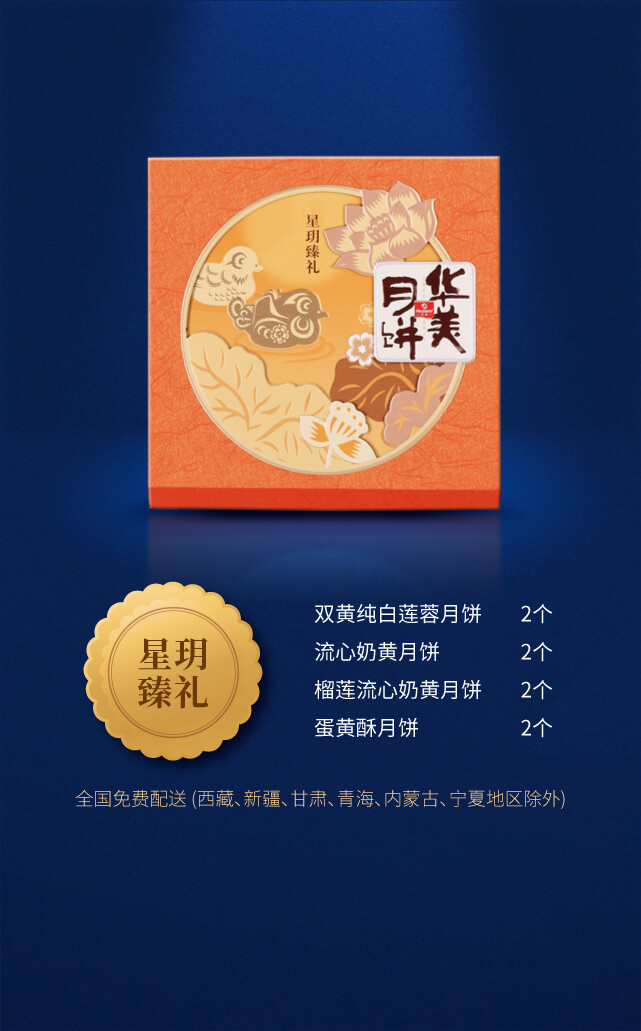 星玥臻礼
华美
月饼
星玥
臻礼
双黄纯白莲蓉月饼 2个
流心奶黄月饼 2个
榴莲流心奶黄月饼 2个
蛋黄酥月饼 2个
全国免费配送 (西藏、新疆、甘肃、青海、内蒙古、宁夏地区除外)